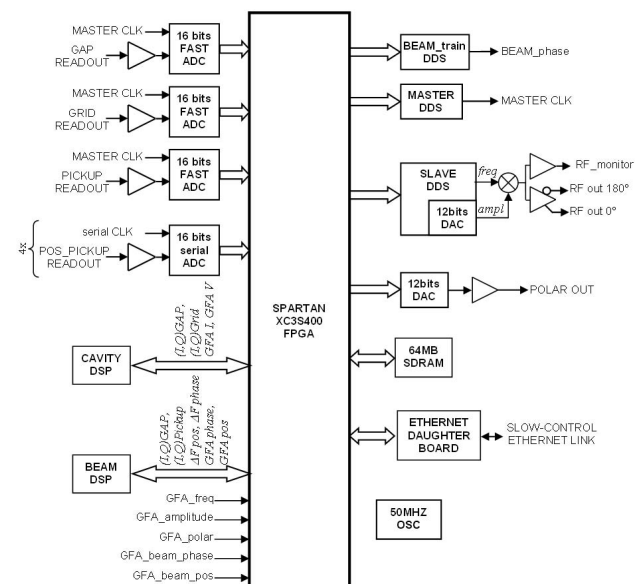 MASTER CLK
GAP
READOUT
16 bits
FAST
ADC
MASTER CLK
GRID
READOUT
16 bits
FAST
ADC
MASTER CLK
PICKUP
READOUT
16 bits
FAST
ADC
4x
serial CLK
POS_PICKUP
READOUT
16 bits
serial
ADC
CAVITY
DSP
(I,Q)GAP,
(I,Q)Grid
GFA I, GFA V
BEAM
DSP
(I,Q)GAP,
(I,Q)Pickup
ΔF pos, ΔF phase
GFA phase,
GFA pos
GFA_freq
GFA_amplitude
GFA_polar
GFA_beam_phase
GFA_beam_pos
SPARTAN
XC3S400
FPGA
BEAM_train
DDS
BEAM_phase
MASTER
DDS
MASTER CLK
SLAVE
DDS
12bits
DAC
freq
ampl
RF_monitor
RF out 180°
RF out 0°
12bits
DAC
POLAR OUT
64MB
SDRAM
ETHERNET
DAUGHTER
BOARD
SLOW-CONTROL
ETHERNET LINK
50MHZ
OSC